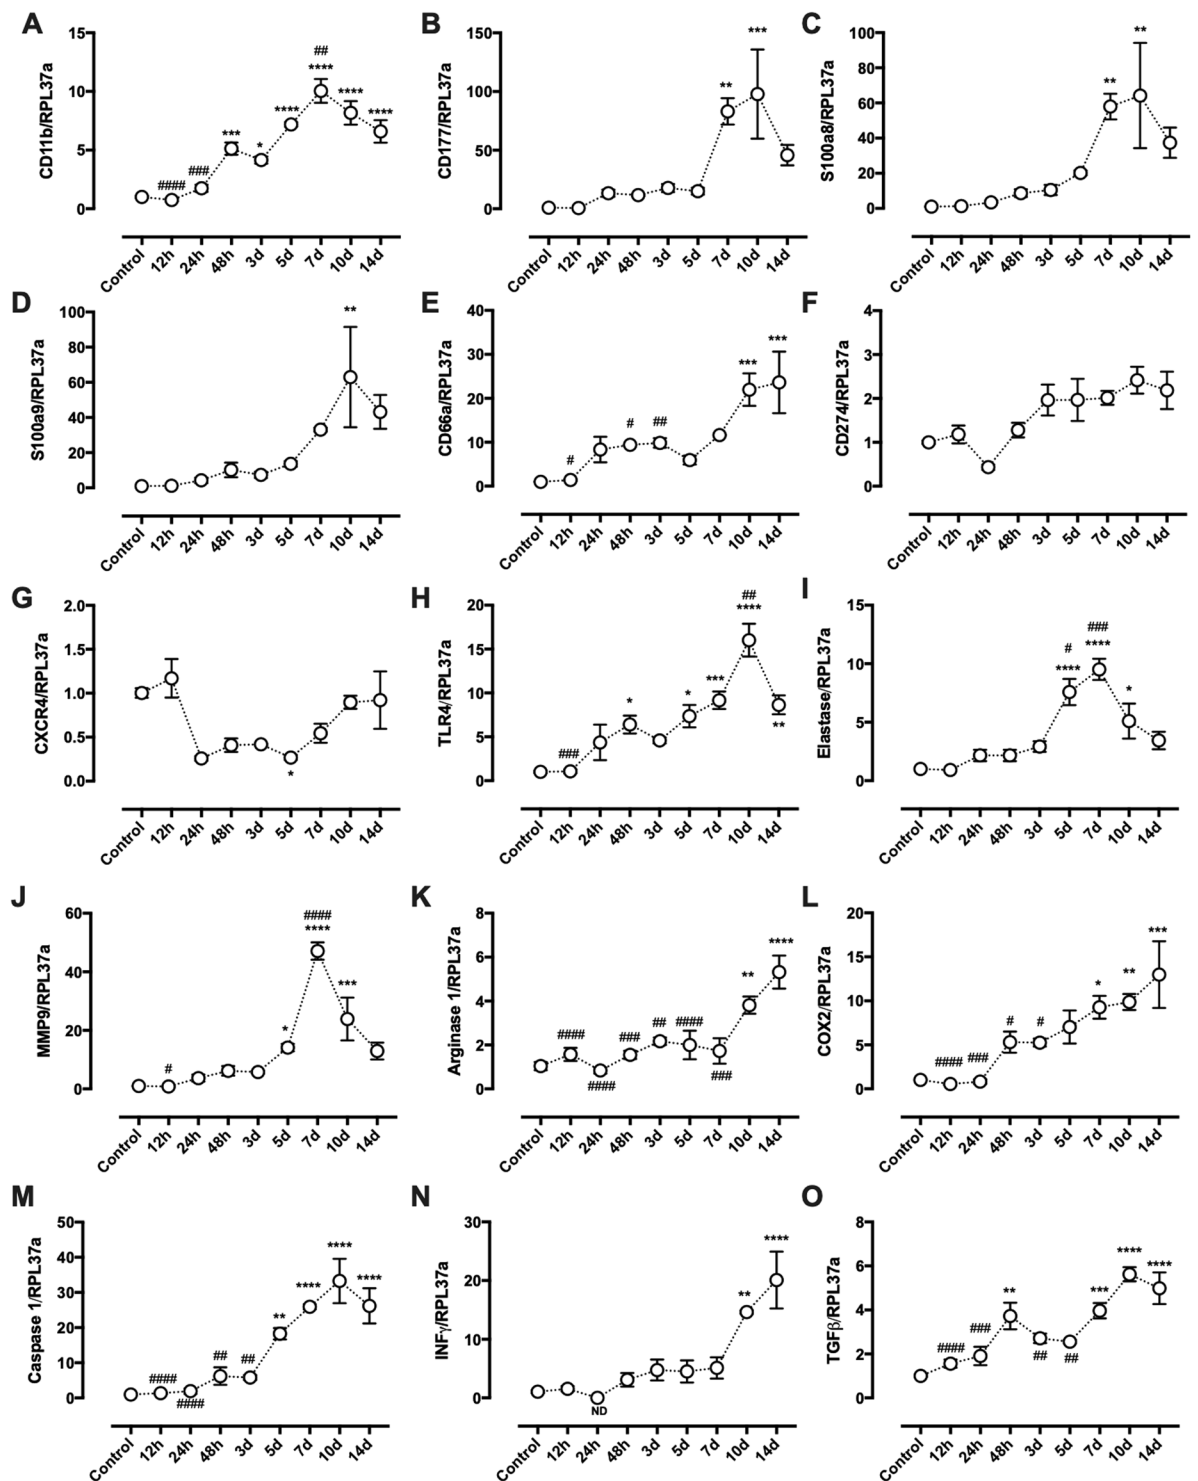 A
CD11b/RPL37a
15
10
5
0
####
###
***
*
****
##
****
****
****
Control
12h
24h
48h
3d
5d
7d
10d
14d
B
CD177/RPL37a
150
100
50
0
**
***
Control
12h
24h
48h
3d
5d
7d
10d
14d
C
S100a8/RPL37a
100
80
60
40
20
0
**
**
Control
12h
24h
48h
3d
5d
7d
10d
14d
D
S100a9/RPL37a
100
80
60
40
20
0
**
Control
12h
24h
48h
3d
5d
7d
10d
14d
E
CD66a/RPL37a
40
30
20
10
0
#
#
##
***
***
Control
12h
24h
48h
3d
5d
7d
10d
14d
F
CD274/RPL37a
4
3
2
1
0
Control
12h
24h
48h
3d
5d
7d
10d
14d
G
CXCR4/RPL37a
2.0
1.5
1.0
0.5
0.0
*
Control
12h
24h
48h
3d
5d
7d
10d
14d
H
TLR4/RPL37a
20
15
10
5
0
###
*
*
***
##
****
**
Control
12h
24h
48h
3d
5d
7d
10d
14d
I
Elastase/RPL37a
15
10
5
0
#
****
###
****
*
Control
12h
24h
48h
3d
5d
7d
10d
14d
J
MMP9/RPL37a
60
40
20
0
#
*
####
****
***
Control
12h
24h
48h
3d
5d
7d
10d
14d
K
Arginase 1/RPL37a
8
6
4
2
0
####
####
###
##
####
###
**
****
Control
12h
24h
48h
3d
5d
7d
10d
14d
L
COX2/RPL37a
20
15
10
5
0
####
###
#
#
*
**
***
Control
12h
24h
48h
3d
5d
7d
10d
14d
M
Caspase 1/RPL37a
50
40
30
20
10
0
####
####
##
##
**
****
****
****
Control
12h
24h
48h
3d
5d
7d
10d
14d
N
INFγ/RPL37a
30
20
10
0
ND
**
****
Control
12h
24h
48h
3d
5d
7d
10d
14d
O
TGFβ/RPL37a
8
6
4
2
0
####
###
**
##
##
***
****
****
Control
12h
24h
48h
3d
5d
7d
10d
14d